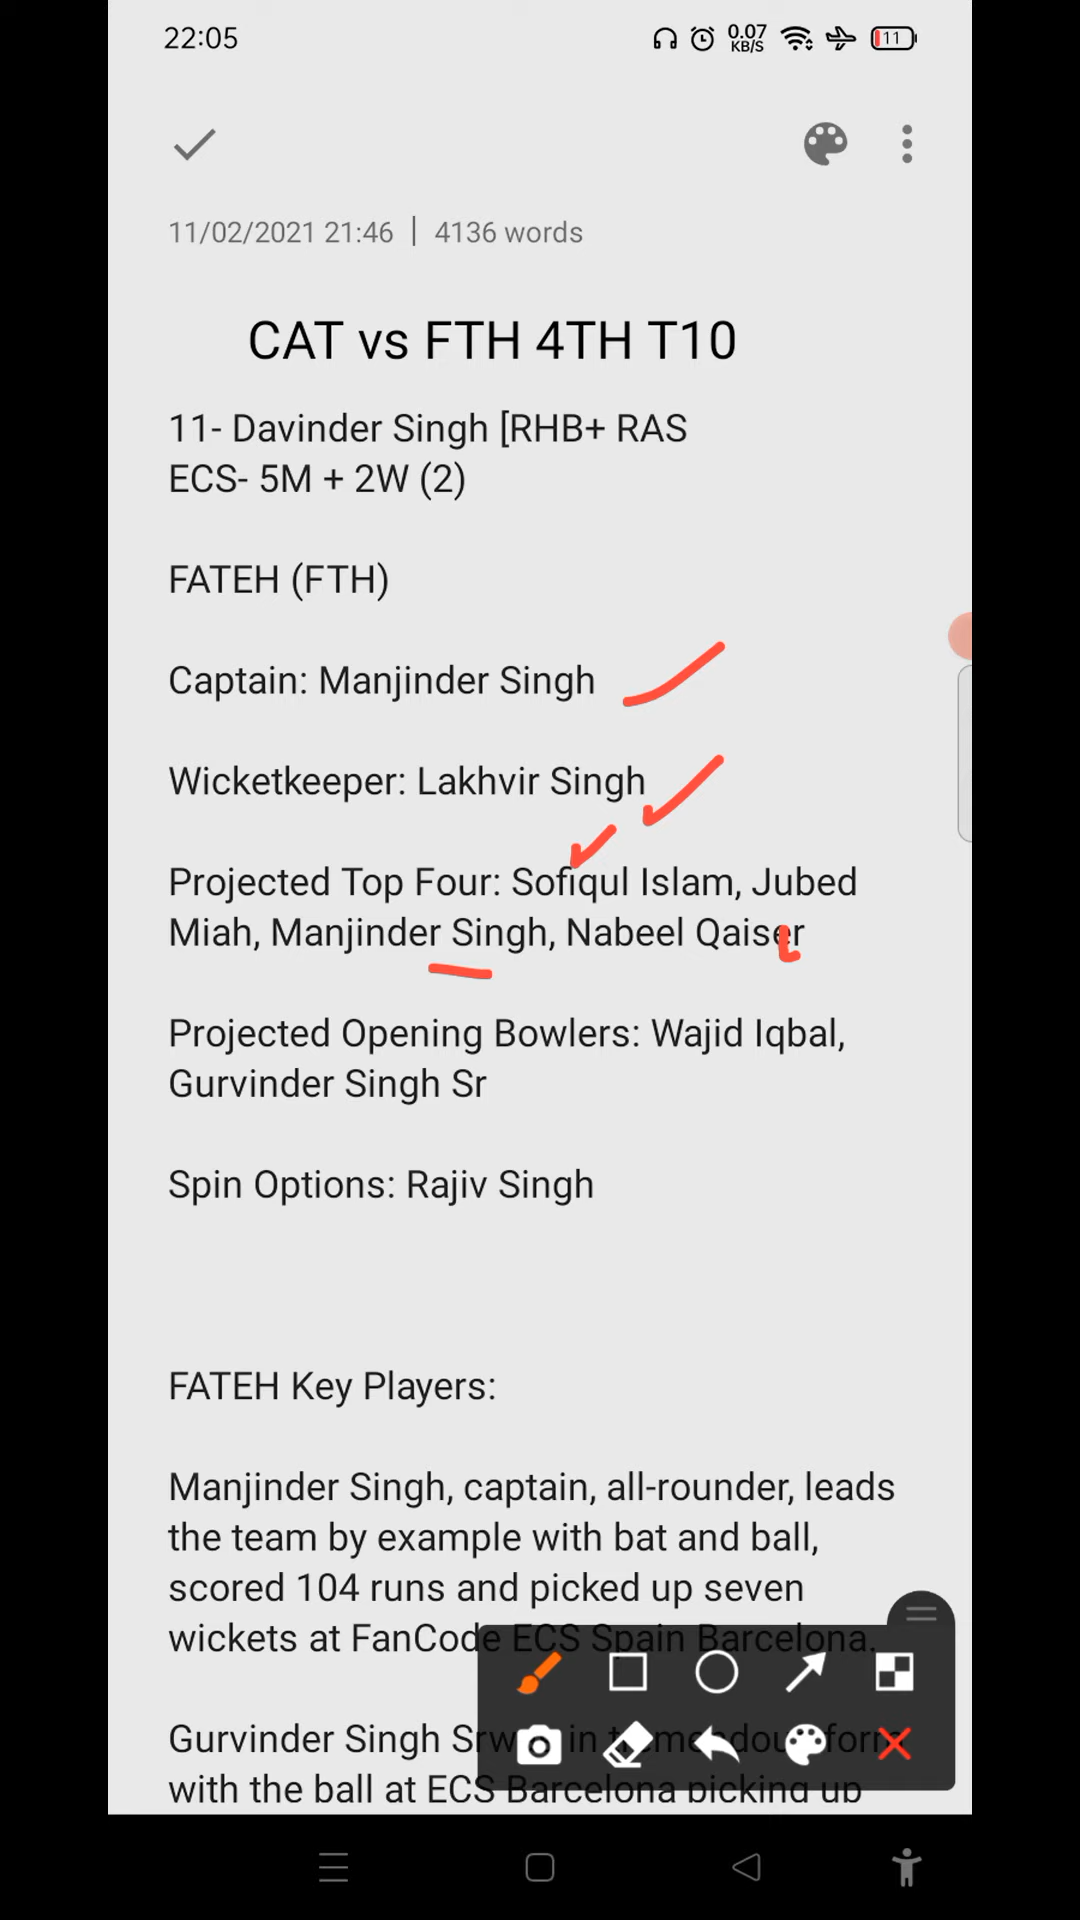 22:05
0.07
KB/S
11
11/02/2021 21:46 | 4136 words
CAT vs FTH 4TH T10
11- Davinder Singh [RHB+ RAS
ECS- 5M + 2W (2)
FATEH (FTH)
Captain: Manjinder Singh
Wicketkeeper: Lakhvir Singh
Projected Top Four: Sofiqul Islam, Jubed
Miah, Manjinder Singh, Nabeel Qaiser
Projected Opening Bowlers: Wajid Iqbal,
Gurvinder Singh Sr
Spin Options: Rajiv Singh
FATEH Key Players:
Manjinder Singh, captain, all-rounder, leads
the team by example with bat and ball,
scored 104 runs and picked up seven
wickets at FanCode ECS Spain Barcelona.
Gurvinder Singh Sr in tremendous form
with the ball at ECS Barcelona picking up